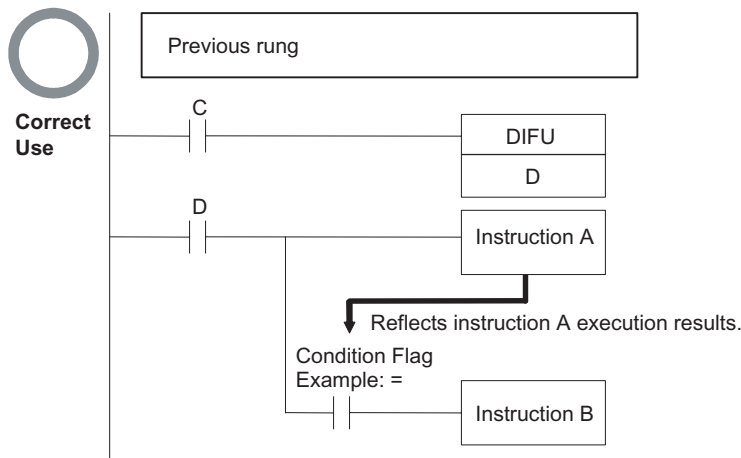 Previous rung
Correct
Use
C
DIFU
D
D
Instruction A
Reflects instruction A execution results.
Condition Flag
Example: =
Instruction B